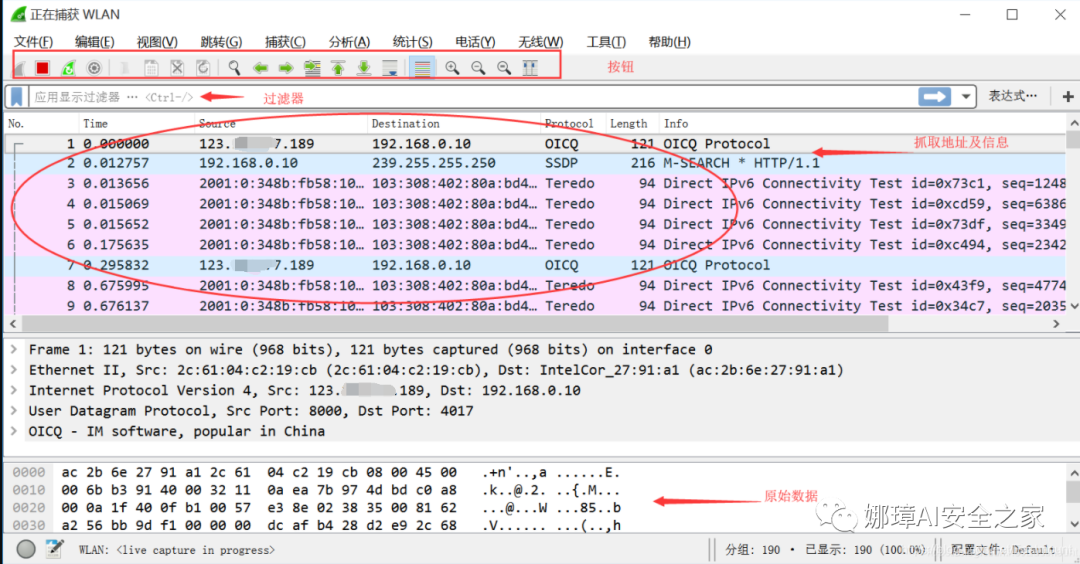 正在捕获 WLAN
文件(F) 编辑(E) 视图(V) 跳转(G) 捕获(C) 分析(A) 统计(S) 电话(Y) 无线(W) 工具(T) 帮助(H)
按钮
应用显示过滤器 … <Ctrl-/> 过滤器 表达式… +
No. Time Source Destination Protocol Length Info
1 0.000000 123. 7.189 192.168.0.10 OICQ 121 OICQ Protocol 抓取地址及信息
2 0.012757 192.168.0.10 239.255.255.250 SSDP 216 M-SEARCH * HTTP/1.1
3 0.013656 2001:0:348b:fb58:10… 103:308:402:80a:bd4… Teredo 94 Direct IPv6 Connectivity Test id=0x73c1, seq=1248
4 0.015069 2001:0:348b:fb58:10… 103:308:402:80a:bd4… Teredo 94 Direct IPv6 Connectivity Test id=0xcd59, seq=6386
5 0.015652 2001:0:348b:fb58:10… 103:308:402:80a:bd4… Teredo 94 Direct IPv6 Connectivity Test id=0x73df, seq=3349
6 0.175635 2001:0:348b:fb58:10… 103:308:402:80a:bd4… Teredo 94 Direct IPv6 Connectivity Test id=0xc494, seq=2342
7 0.295832 123. 7.189 192.168.0.10 OICQ 121 OICQ Protocol
8 0.675995 2001:0:348b:fb58:10… 103:308:402:80a:bd4… Teredo 94 Direct IPv6 Connectivity Test id=0x43f9, seq=4774
9 0.676137 2001:0:348b:fb58:10… 103:308:402:80a:bd4… Teredo 94 Direct IPv6 Connectivity Test id=0x34c7, seq=2035
Frame 1: 121 bytes on wire (968 bits), 121 bytes captured (968 bits) on interface 0
Ethernet II, Src: 2c:61:04:c2:19:cb (2c:61:04:c2:19:cb), Dst: IntelCor_27:91:a1 (ac:2b:6e:27:91:a1)
Internet Protocol Version 4, Src: 123. .189, Dst: 192.168.0.10
User Datagram Protocol, Src Port: 8000, Dst Port: 4017
OICQ - IM software, popular in China
0000 ac 2b 6e 27 91 a1 2c 61 04 c2 19 cb 08 00 45 00 .+n'..,a ......E.
0010 00 6b b3 91 40 00 32 11 0a ea 7b 97 4d bd c0 a8 .k..@.2. ..{.M...
0020 00 0a 1f 40 0f b1 00 57 e3 8e 02 38 35 00 81 62 ...@...W ...85..b
0030 a2 56 bb 9d f1 00 00 00 dc af b4 28 d2 e9 2c 68 .V...... ...(..,h
原始数据
娜璋AI安全之家
WLAN: <live capture in progress> 分组: 190 · 已显示: 190 (100.0%) 配置文件: Default